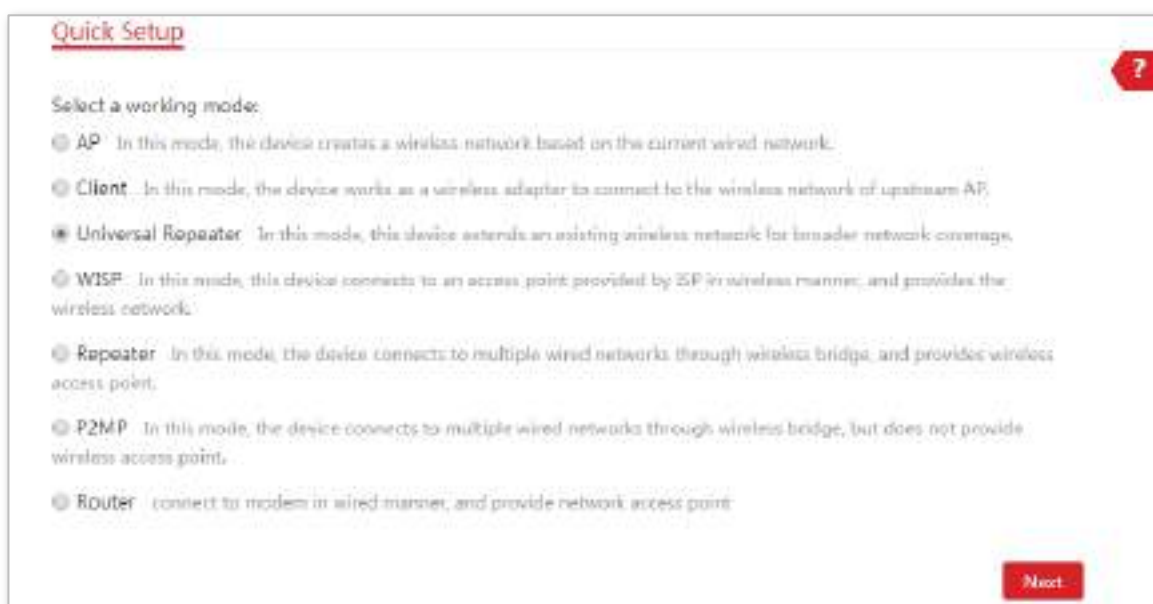 Quick Setup
?
Select a working mode:
AP In this mode, the device creates a wireless network based on the current wired network.
Client In this mode, the device works as a wireless adapter to connect to the wireless network of upstream AP.
Universal Repeater In this mode, this device extends an existing wireless network for broader network coverage.
WISP In this mode, this device connects to an access point provided by ISP in wireless manner, and provides the
wireless network.
Repeater In this mode, the device connects to multiple wired networks through wireless bridge, and provides wireless
access point.
P2MP In this mode, the device connects to multiple wired networks through wireless bridge, but does not provide
wireless access point.
Router connect to modem in wired manner, and provide network access point
Next